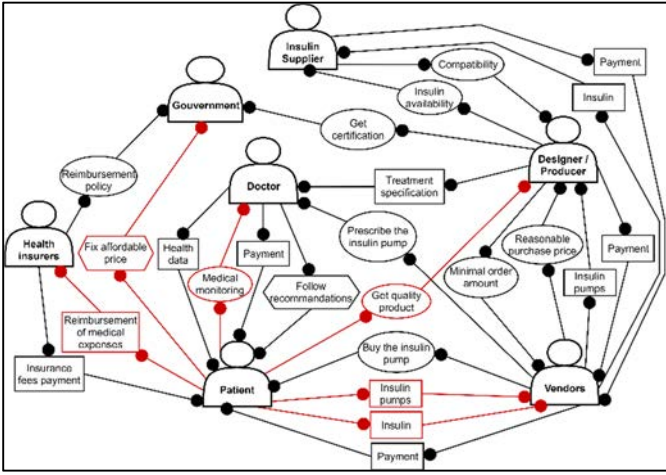 Insulin
Supplier
Payment
Compatibility
Insulin
availability
Insulin
Gouvernment
Get
certification
Designer /
Producer
Reimbursement
policy
Doctor
Treatment
specification
Health
insurers
Fix affordable
price
Health
data
Payment
Prescribe the
insulin pump
Reasonable
purchase price
Payment
Medical
monitoring
Follow
recommandations
Get quality
product
Minimal order
amount
Insulin
pumps
Reimbursement
of medical
expenses
Insurance
fees payment
Buy the insulin
pump
Patient
Insulin
pumps
Vendors
Insulin
Payment